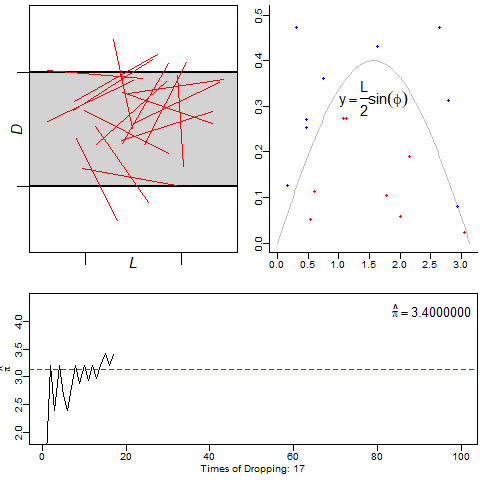 D
L
0.0 0.1 0.2 0.3 0.4 0.5
y = L/2 sin(ϕ)
0.0 0.5 1.0 1.5 2.0 2.5 3.0
π̂
2.0 2.5 3.0 3.5 4.0
π̂ = 3.4000000
0 20 40 60 80 100
Times of Dropping: 17